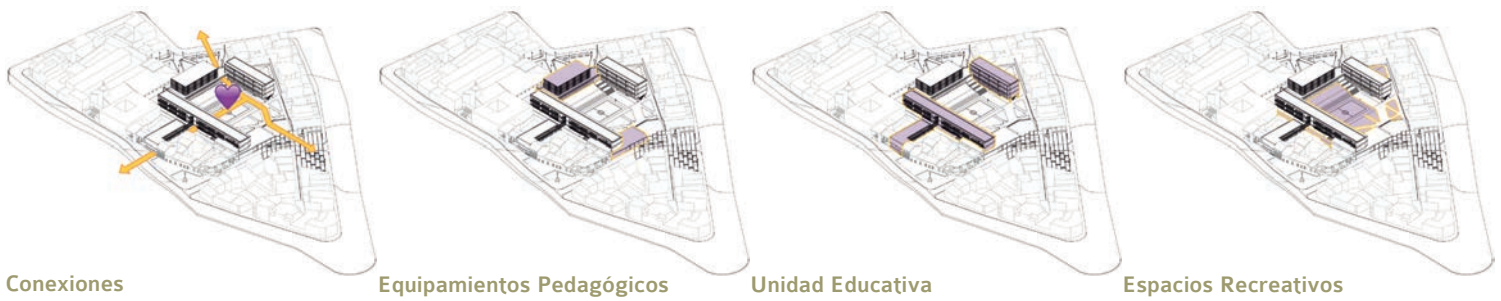 Conexiones
Equipamientos Pedagógicos
Unidad Educativa
Espacios Recreativos